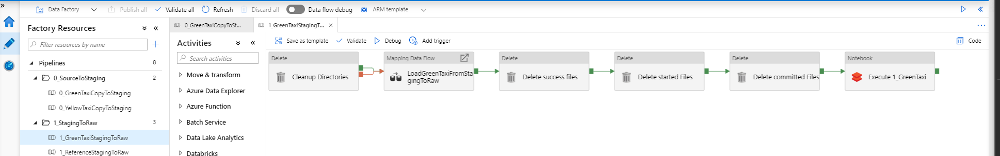 »
Data Factory
Publish all
Validate all
Refresh
Discard all
Data flow debug
ARM template
Factory Resources
Filter resources by name
Pipelines 8
0_SourceToStaging 2
0_GreenTaxiCopyToStaging
0_YellowTaxiCopyToStaging
1_StagingToRaw 3
1_GreenTaxiStagingToRaw
1_ReferenceStagingToRaw
0_GreenTaxiCopyToSt...
1_GreenTaxiStagingT...
Activities
Search activities
Move & transform
Azure Data Explorer
Azure Function
Batch Service
Data Lake Analytics
Databricks
Save as template
Validate
Debug
Add trigger
Code
Delete
Cleanup Directories
Mapping Data Flow
LoadGreenTaxiFromSta
gingToRaw
Delete
Delete success files
Delete
Delete started Files
Delete
Delete committed Files
Notebook
Execute 1_GreenTaxi